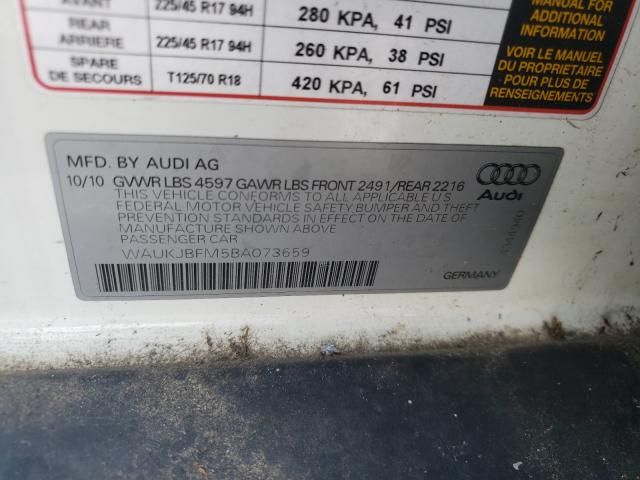 AVANT 225/45 R17 94H 280 KPA, 41 PSI
REAR
ARRIERE 225/45 R17 94H 260 KPA, 38 PSI
SPARE
DE SECOURS T125/70 R18 420 KPA, 61 PSI
MANUAL FOR
ADDITIONAL
INFORMATION
VOIR LE MANUEL
DU PROPRIETAIRE
POUR PLUS DE
RENSEIGNEMENTS
MFD. BY AUDI AG
10/10 GVWR LBS 4597 GAWR LBS FRONT 2491/REAR 2216
THIS VEHICLE CONFORMS TO ALL APPLICABLE U S
FEDERAL MOTOR VEHICLE SAFETY,BUMPER,AND THEFT
PREVENTION STANDARDS IN EFFECT ON THE DATE OF
MANUFACTURE SHOWN ABOVE
PASSENGER CAR
WAUKJBFM5BA073659
Audi
GERMANY